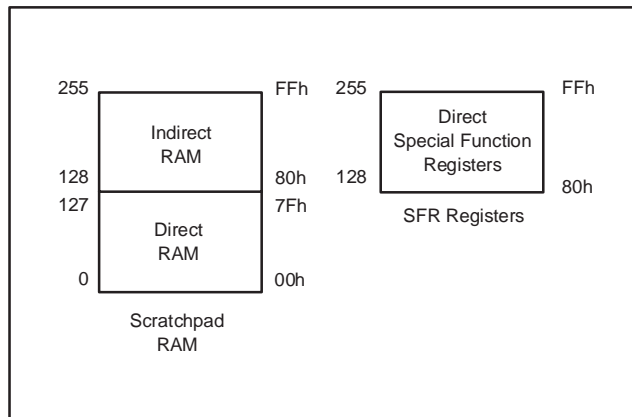 255
FFh
Indirect
RAM
128
80h
127
7Fh
Direct
RAM
0
00h
Scratchpad
RAM
255
FFh
Direct
Special Function
Registers
128
80h
SFR Registers